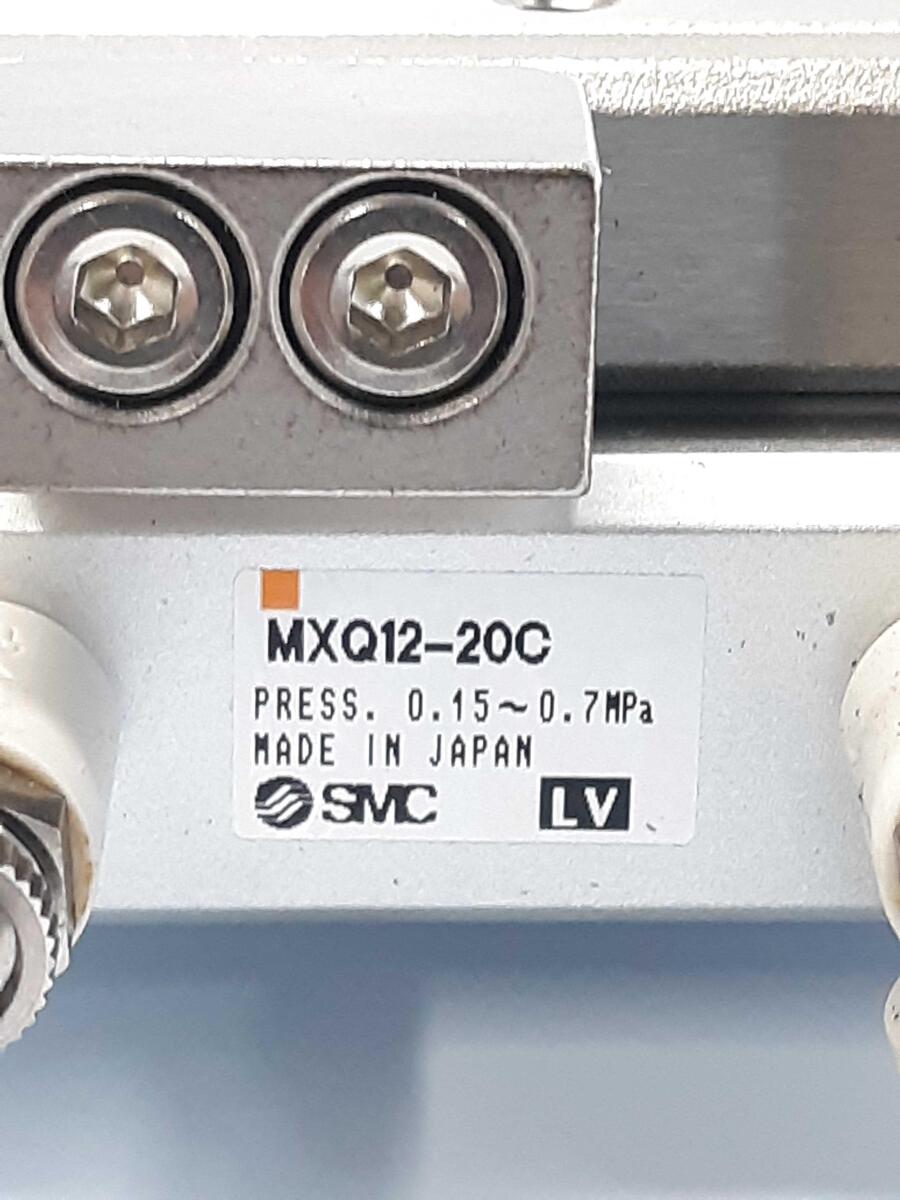 MXQ12-20C
PRESS. 0.15~0.7MPa
MADE IN JAPAN
SMC LV